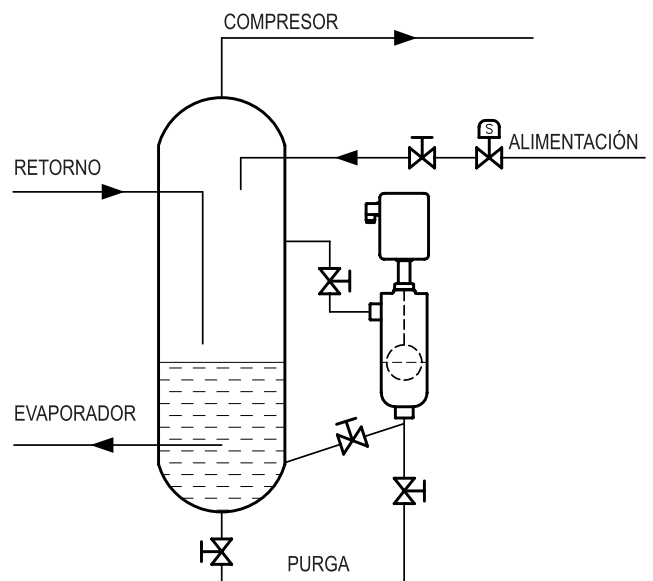 COMPRESOR
S
ALIMENTACIÓN
RETORNO
EVAPORADOR
PURGA